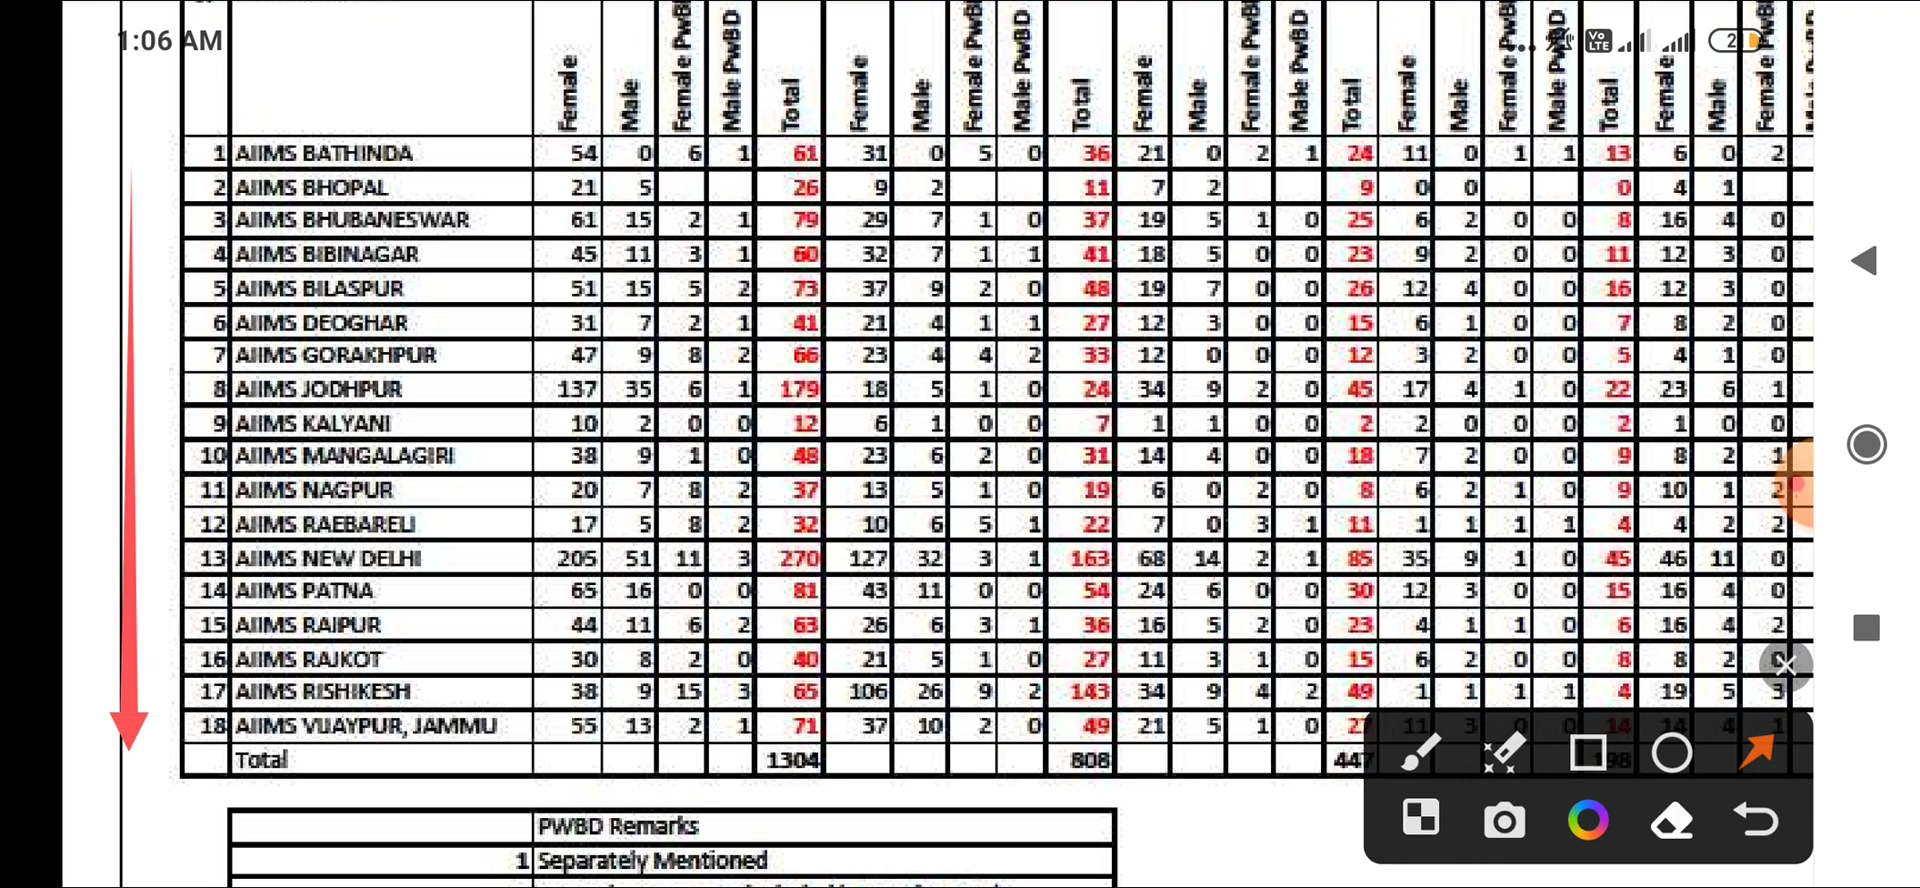 1:06 AM
Vo LTE
2
Female Male Female PwBD Male PwBD Total Female Male Female PwBD Male PwBD Total Female Male Female PwBD Male PwBD Total Female Male Female PwBD Male PwBD Total Female Male Female PwBD
1 AIIMS BATHINDA 54 0 6 1 61 31 0 5 0 36 21 0 2 1 24 11 0 1 1 13 6 0 2
2 AIIMS BHOPAL 21 5 26 9 2 11 7 2 9 0 0 0 4 1
3 AIIMS BHUBANESWAR 61 15 2 1 79 29 7 1 0 37 19 5 1 0 25 6 2 0 0 8 16 4 0
4 AIIMS BIBINAGAR 45 11 3 1 60 32 7 1 1 41 18 5 0 0 23 9 2 0 0 11 12 3 0
5 AIIMS BILASPUR 51 15 5 2 73 37 9 2 0 48 19 7 0 0 26 12 4 0 0 16 12 3 0
6 AIIMS DEOGHAR 31 7 2 1 41 21 4 1 1 27 12 3 0 0 15 6 1 0 0 7 8 2 0
7 AIIMS GORAKHPUR 47 9 8 2 66 23 4 4 2 33 12 0 0 0 12 3 2 0 0 5 4 1 0
8 AIIMS JODHPUR 137 35 6 1 179 18 5 1 0 24 34 9 2 0 45 17 4 1 0 22 23 6 1
9 AIIMS KALYANI 10 2 0 0 12 6 1 0 0 7 1 1 0 0 2 2 0 0 0 2 1 0 0
10 AIIMS MANGALAGIRI 38 9 1 0 48 23 6 2 0 31 14 4 0 0 18 7 2 0 0 9 8 2 1
11 AIIMS NAGPUR 20 7 8 2 37 13 5 1 0 19 6 0 2 0 8 6 2 1 0 9 10 1 2
12 AIIMS RAEBARELI 17 5 8 2 32 10 6 5 1 22 7 0 3 1 11 1 1 1 1 4 4 2 2
13 AIIMS NEW DELHI 205 51 11 3 270 127 32 3 1 163 68 14 2 1 85 35 9 1 0 45 46 11 0
14 AIIMS PATNA 65 16 0 0 81 43 11 0 0 54 24 6 0 0 30 12 3 0 0 15 16 4 0
15 AIIMS RAIPUR 44 11 6 2 63 26 6 3 1 36 16 5 2 0 23 4 1 1 0 6 16 4 2
16 AIIMS RAJKOT 30 8 2 0 40 21 5 1 0 27 11 3 1 0 15 6 2 0 0 8 8 2 0
17 AIIMS RISHIKESH 38 9 15 3 65 106 26 9 2 143 34 9 4 2 49 1 1 1 1 4 19 5 3
18 AIIMS VIJAYPUR, JAMMU 55 13 2 1 71 37 10 2 0 49 21 5 1 0 27 11 3 0 0 14 14 4 1
Total 1304 808 447 198
PWBD Remarks
1 Separately Mentioned